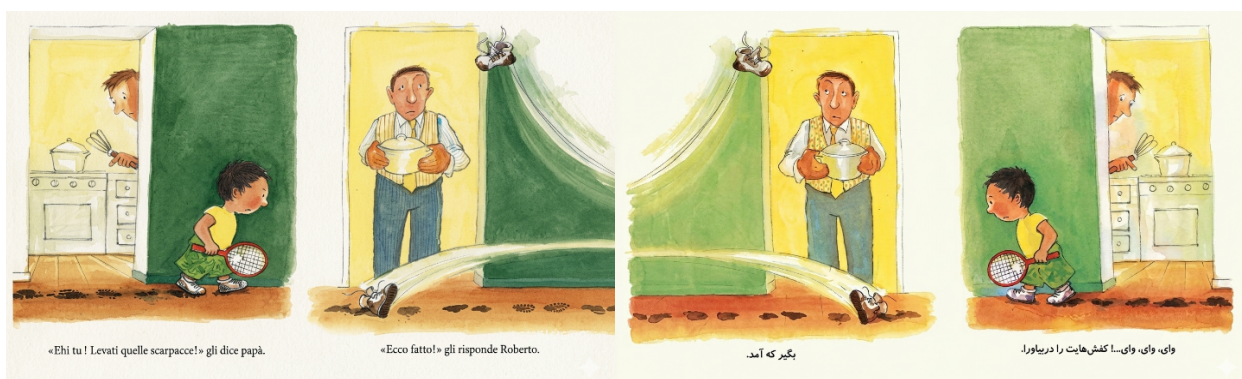 «Ehi tu ! Levati quelle scarpacce!» gli dice papà.
«Ecco fatto!» gli risponde Roberto.
وای، وای، وای...! کفش‌هایت را دربیاورا.
بگیر که آمد.